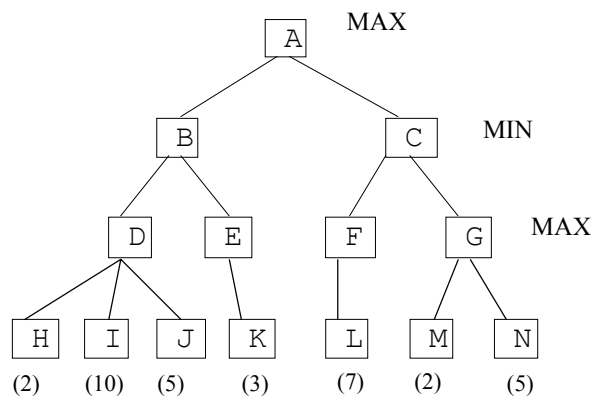 A MAX
B C MIN
D E F G MAX
H I J K L M N
(2) (10) (5) (3) (7) (2) (5)